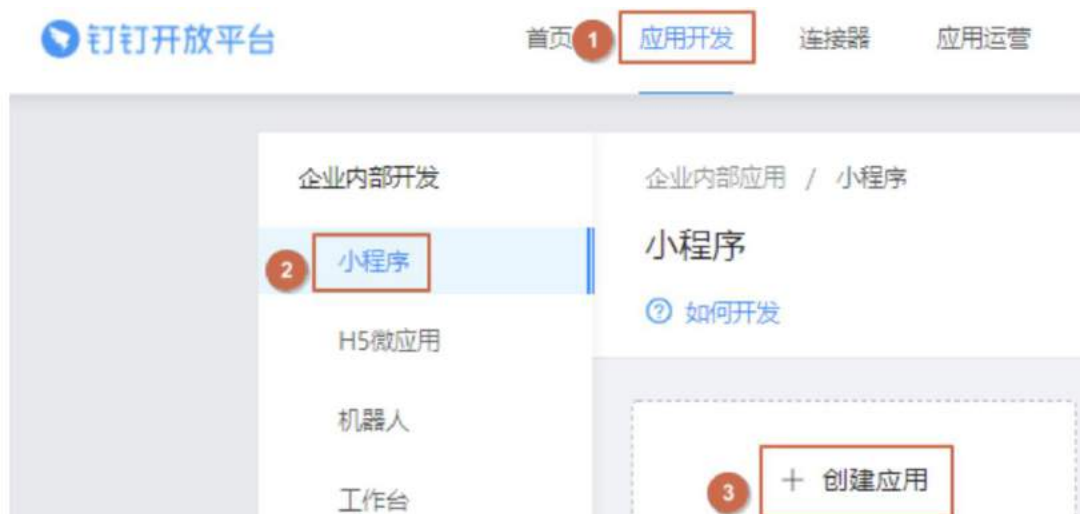 钉钉开放平台 首页 1 应用开发 连接器 应用运营
企业内部开发
2 小程序
H5微应用
机器人
工作台
企业内部应用 / 小程序
小程序
? 如何开发
3 + 创建应用